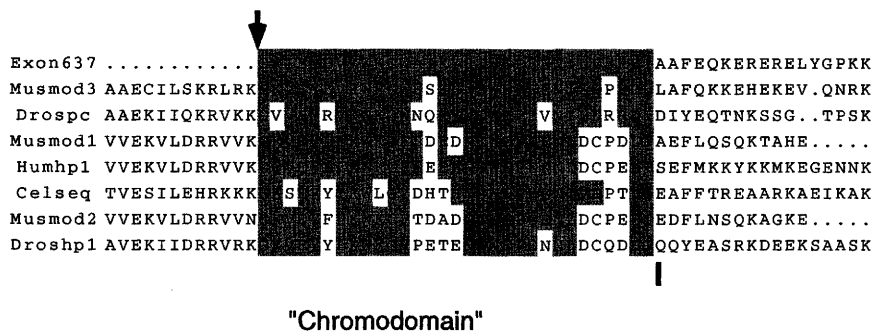 Exon637 ............ AAFEQKERERELYGPKK
Musmod3 AAECILSKRLRK S P LAFQKKEHEKEV.QNRK
Drospc AAEKIIQKRVKK V R NQ V R DIYEQTNKSSG..TPSK
Musmod1 VVEKVLDRRVVK D D DCPD AEFLQSQKTAHE.....
Humhp1 VVEKVLDRRVVK E DCPE SEFMKKYKKMKEGENNK
Celseq TVESILEHRKKK S Y L DHT PT EAFFTREAARKAEIKAK
Musmod2 VVEKVLDRRVVN F TDAD DCPE EDFLNSQKAGKE.....
Droshp1 AVEKIIDRRVRK Y PETE N DCQD QQYEASRKDEEKSAASK
"Chromodomain"